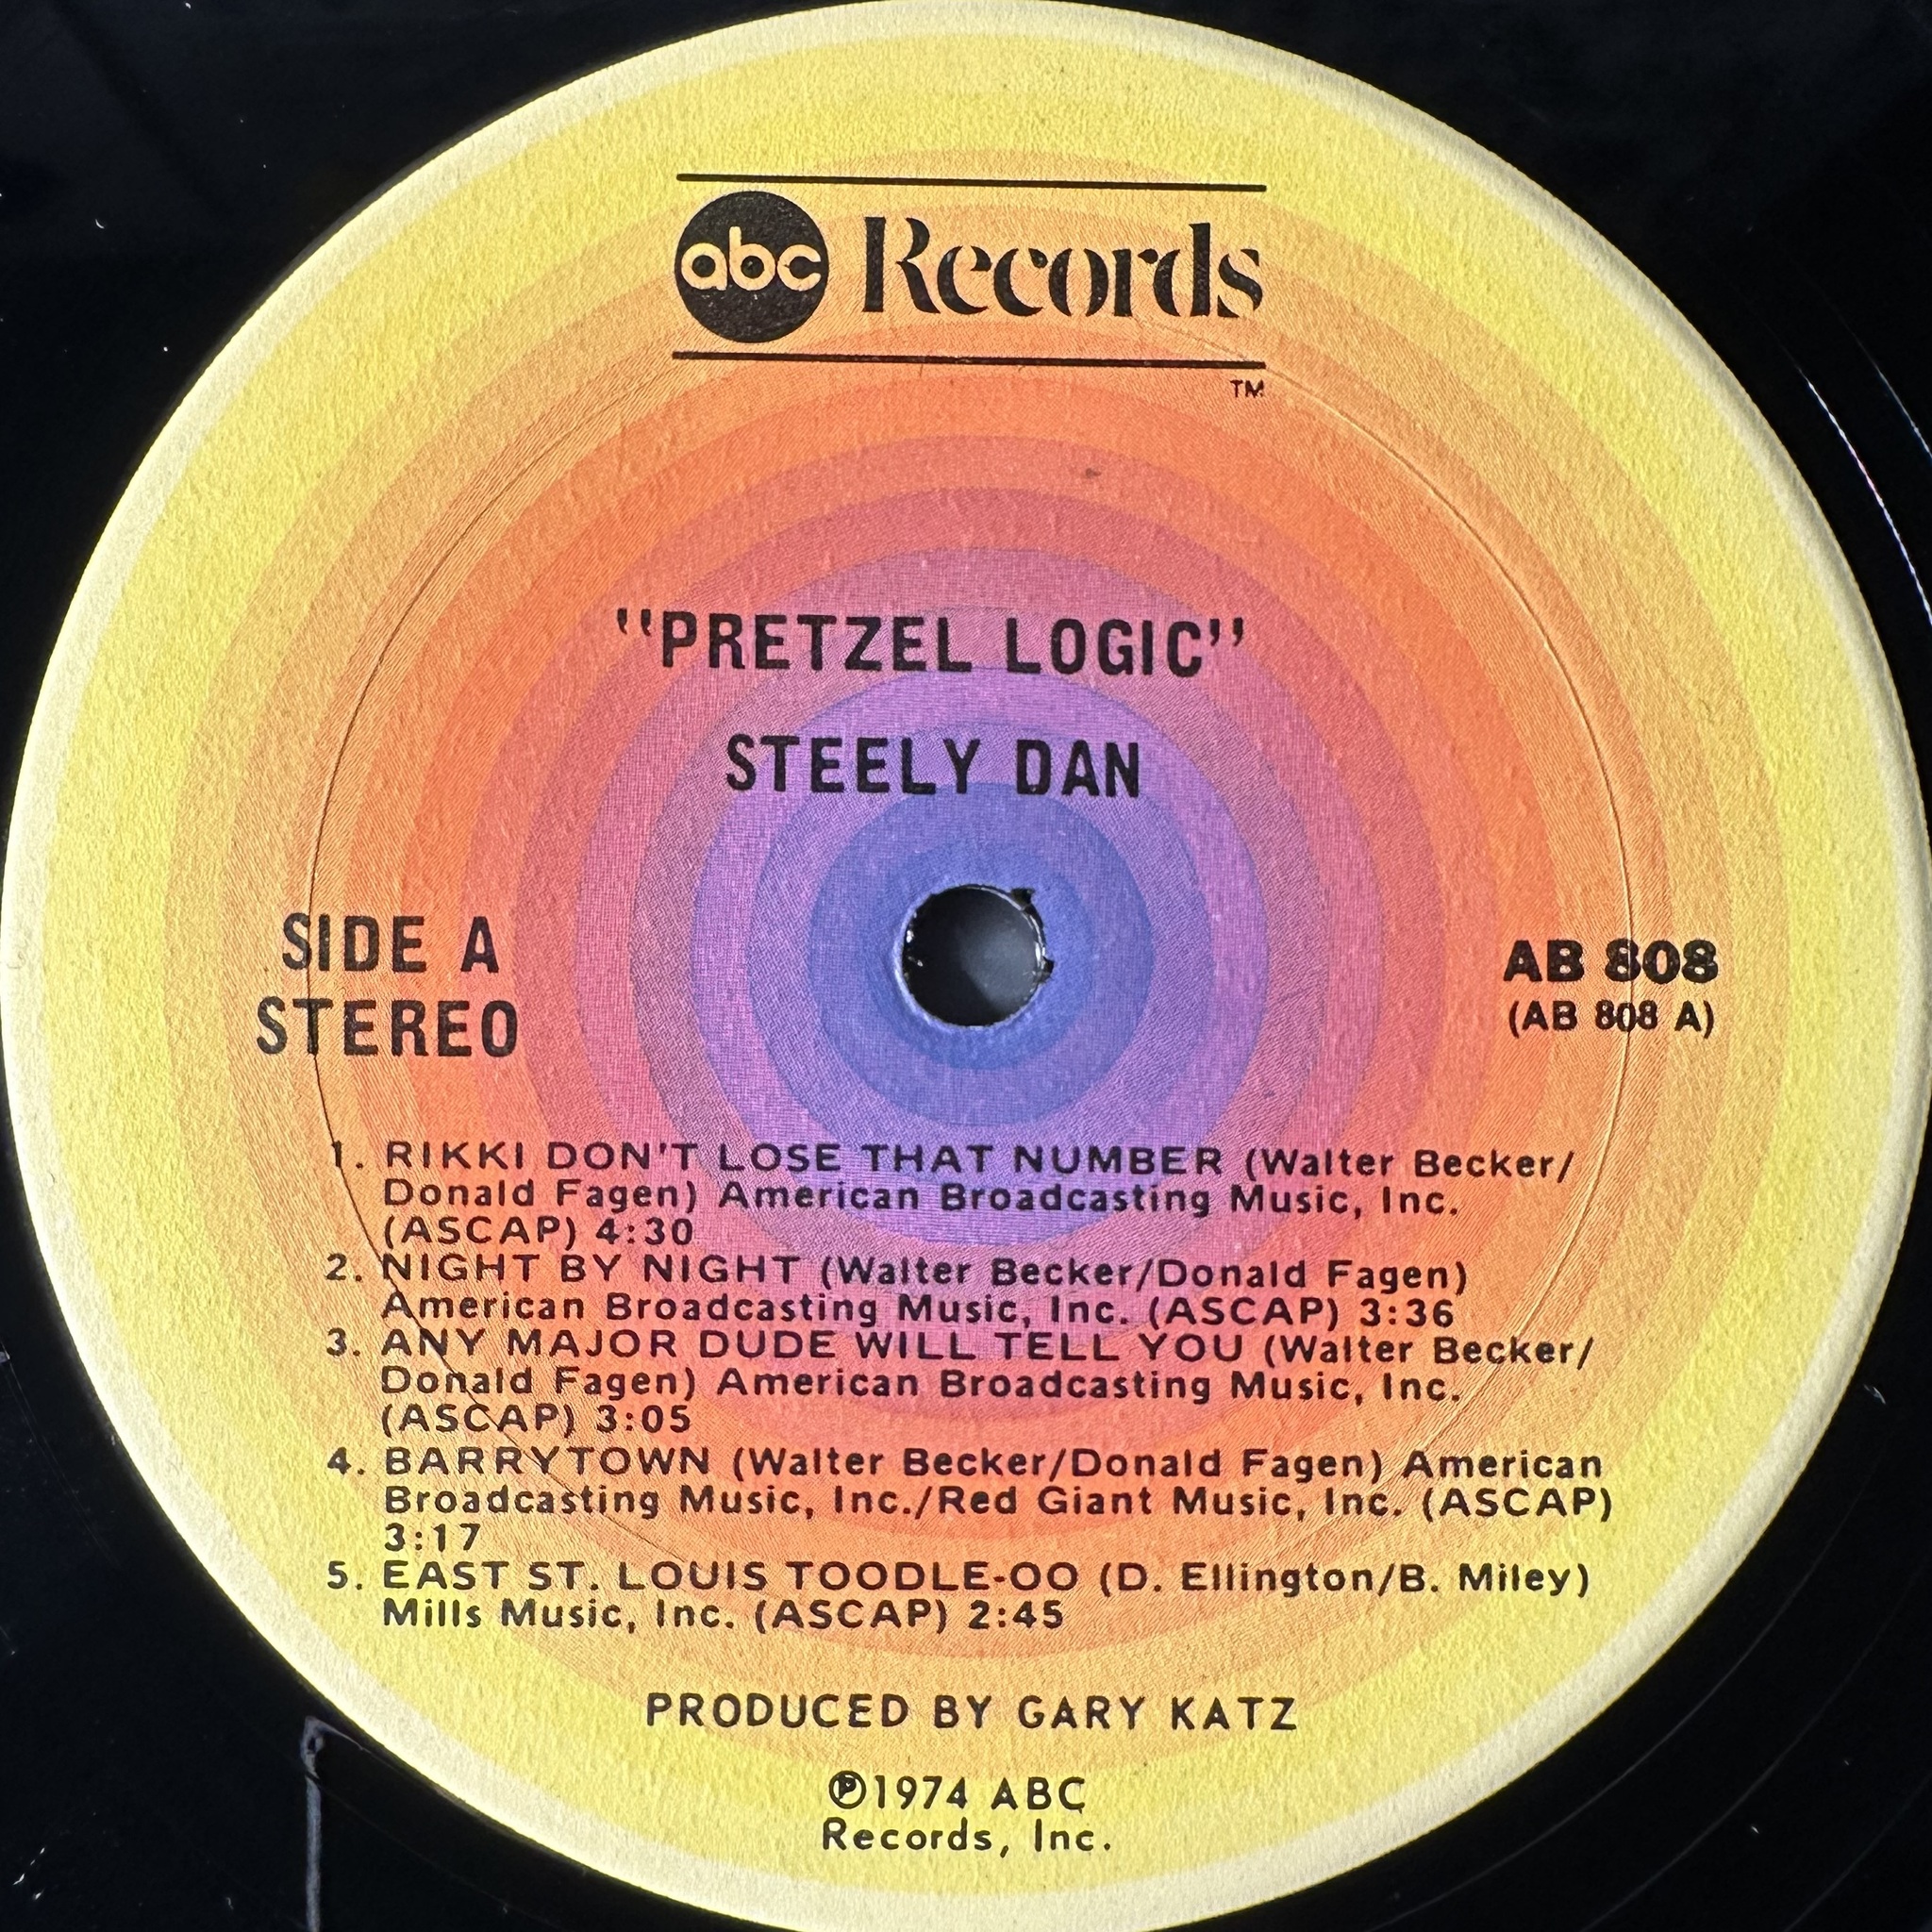 abc Records
TM
"PRETZEL LOGIC"
STEELY DAN
SIDE A
STEREO
AB 808
(AB 808 A)
1. RIKKI DON'T LOSE THAT NUMBER (Walter Becker/
Donald Fagen) American Broadcasting Music, Inc.
(ASCAP) 4:30
2. NIGHT BY NIGHT (Walter Becker/Donald Fagen)
American Broadcasting Music, Inc. (ASCAP) 3:36
3. ANY MAJOR DUDE WILL TELL YOU (Walter Becker/
Donald Fagen) American Broadcasting Music, Inc.
(ASCAP) 3:05
4. BARRYTOWN (Walter Becker/Donald Fagen) American
Broadcasting Music, Inc./Red Giant Music, Inc. (ASCAP)
3:17
5. EAST ST. LOUIS TOODLE-OO (D. Ellington/B. Miley)
Mills Music, Inc. (ASCAP) 2:45
PRODUCED BY GARY KATZ
℗1974 ABC
Records, Inc.